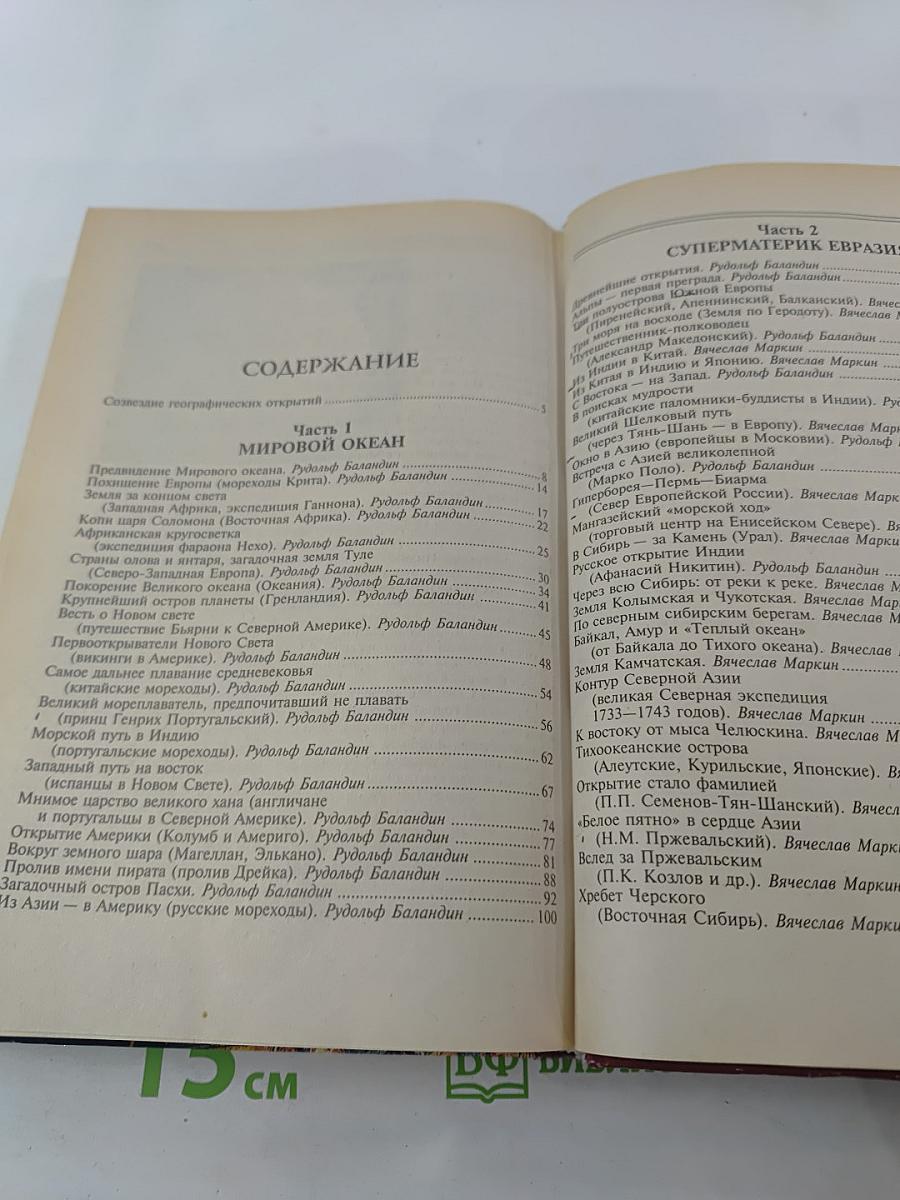 СОДЕРЖАНИЕ
Созвездие географических открытий ........ 5
Часть 1
МИРОВОЙ ОКЕАН
Предвидение Мирового океана. Рудольф Баландин ........ 8
Похищение Европы (мореходы Крита). Рудольф Баландин ........ 14
Земля за концом света
(Западная Африка, экспедиция Ганнона). Рудольф Баландин ........ 17
Копи царя Соломона (Восточная Африка). Рудольф Баландин ........ 22
Африканская кругосветка
(экспедиция фараона Нехо). Рудольф Баландин ........ 25
Страны олова и янтаря, загадочная земля Туле
(Северо-Западная Европа). Рудольф Баландин ........ 30
Покорение Великого океана (Океания). Рудольф Баландин ........ 34
Крупнейший остров планеты (Гренландия). Рудольф Баландин ........ 41
Весть о Новом свете
(путешествие Бьярни к Северной Америке). Рудольф Баландин ........ 45
Первооткрыватели Нового Света
(викинги в Америке). Рудольф Баландин ........ 48
Самое дальнее плавание средневековья
(китайские мореходы). Рудольф Баландин ........ 54
Великий мореплаватель, предпочитавший не плавать
(принц Генрих Португальский). Рудольф Баландин ........ 56
Морской путь в Индию
(португальские мореходы). Рудольф Баландин ........ 62
Западный путь на восток
(испанцы в Новом Свете). Рудольф Баландин ........ 67
Мнимое царство великого хана (англичане
и португальцы в Северной Америке). Рудольф Баландин ........ 74
Открытие Америки (Колумб и Америго). Рудольф Баландин ........ 77
Вокруг земного шара (Магеллан, Элькано). Рудольф Баландин ........ 81
Пролив имени пирата (пролив Дрейка). Рудольф Баландин ........ 88
Загадочный остров Пасхи. Рудольф Баландин ........ 92
Из Азии — в Америку (русские мореходы). Рудольф Баландин ........ 100
Часть 2
СУПЕРМАТЕРИК ЕВРАЗИЯ
Древнейшие открытия. Рудольф Баландин ........
Альпы — первая преграда. Рудольф Баландин ........
Три полуострова Южной Европы
(Пиренейский, Апеннинский, Балканский). Вячес
Три моря на восходе (Земля по Геродоту). Вячеслав М
Путешественник-полководец
(Александр Македонский). Рудольф Баландин ........
Из Индии в Китай. Вячеслав Маркин ........
Из Китая в Индию и Японию. Вячеслав Маркин ........
С Востока — на Запад. Рудольф Баландин ........
В поисках мудрости
(китайские паломники-буддисты в Индии). Руд
Великий Шелковый путь
(через Тянь-Шань — в Европу). Вячеслав Марк
Окно в Азию (европейцы в Московии). Рудольф
Встреча с Азией великолепной
(Марко Поло). Рудольф Баландин ........
Гиперборея—Пермь—Биарма
(Север Европейской России). Вячеслав Марк
Мангазейский «морской ход»
(торговый центр на Енисейском Севере). Вя
В Сибирь — за Камень (Урал). Вячеслав Маркин
Русское открытие Индии
(Афанасий Никитин). Рудольф Баландин ....
Через всю Сибирь: от реки к реке. Вячеслав М
Земля Колымская и Чукотская. Вячеслав Мар
По северным сибирским берегам. Вячеслав М
Байкал, Амур и «Теплый океан»
(от Байкала до Тихого океана). Вячеслав
Земля Камчатская. Вячеслав Маркин ........
Контур Северной Азии
(великая Северная экспедиция
1733—1743 годов). Вячеслав Маркин ....
К востоку от мыса Челюскина. Вячеслав М
Тихоокеанские острова
(Алеутские, Курильские, Японские). Вя
Открытие стало фамилией
(П.П. Семенов-Тян-Шанский). Вячесл
«Белое пятно» в сердце Азии
(Н.М. Пржевальский). Вячеслав Марк
Вслед за Пржевальским
(П.К. Козлов и др.). Вячеслав Маркин
Хребет Черского
(Восточная Сибирь). Вячеслав Марки
15 см
БФ